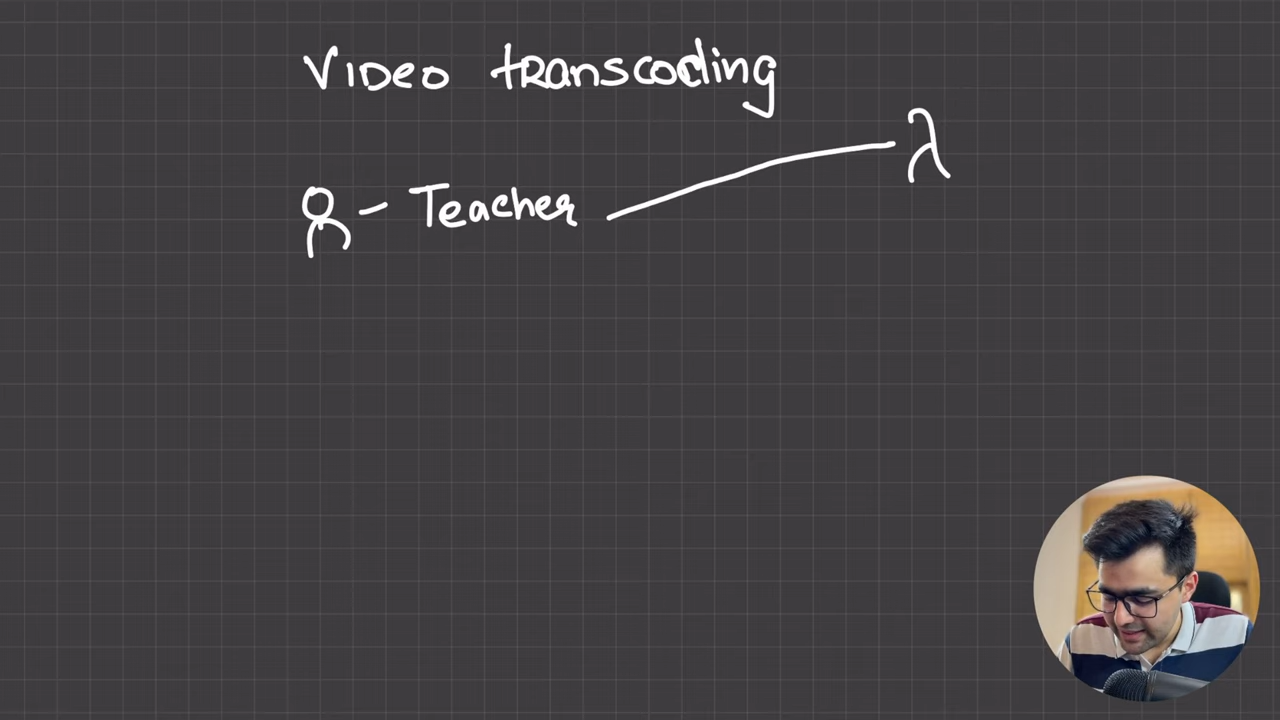 Video transcoding
λ
- Teacher